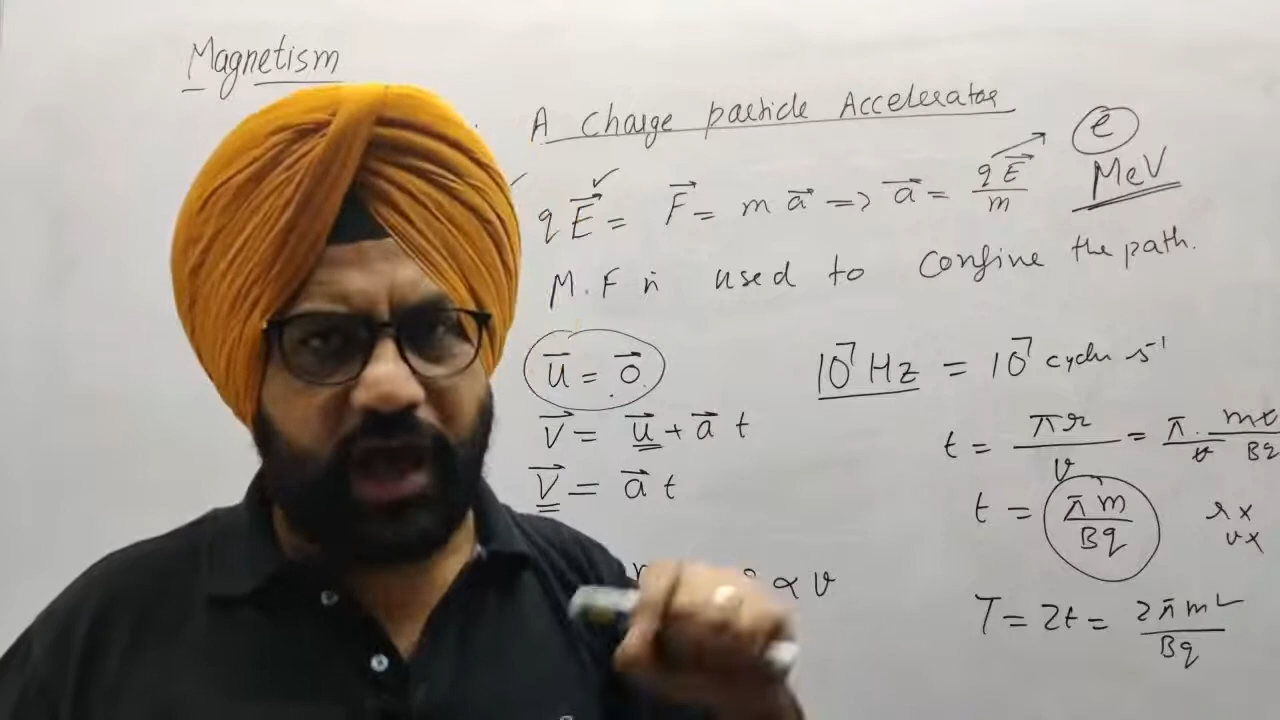 Magnetism
A Charge particle Accelerator
e
MeV
qE⃗ = F⃗ = m a⃗ => a⃗ = qE⃗/m
M.F is used to confine the path.
u⃗ = 0⃗
10⁷ Hz = 10⁷ cycles s⁻¹
v⃗ = u⃗ + a⃗ t
t = πr/v = π/v · mv/Bq
v⃗ = a⃗ t
t = πm/Bq
r x
v x
∝ v
T = 2t = 2πm/Bq